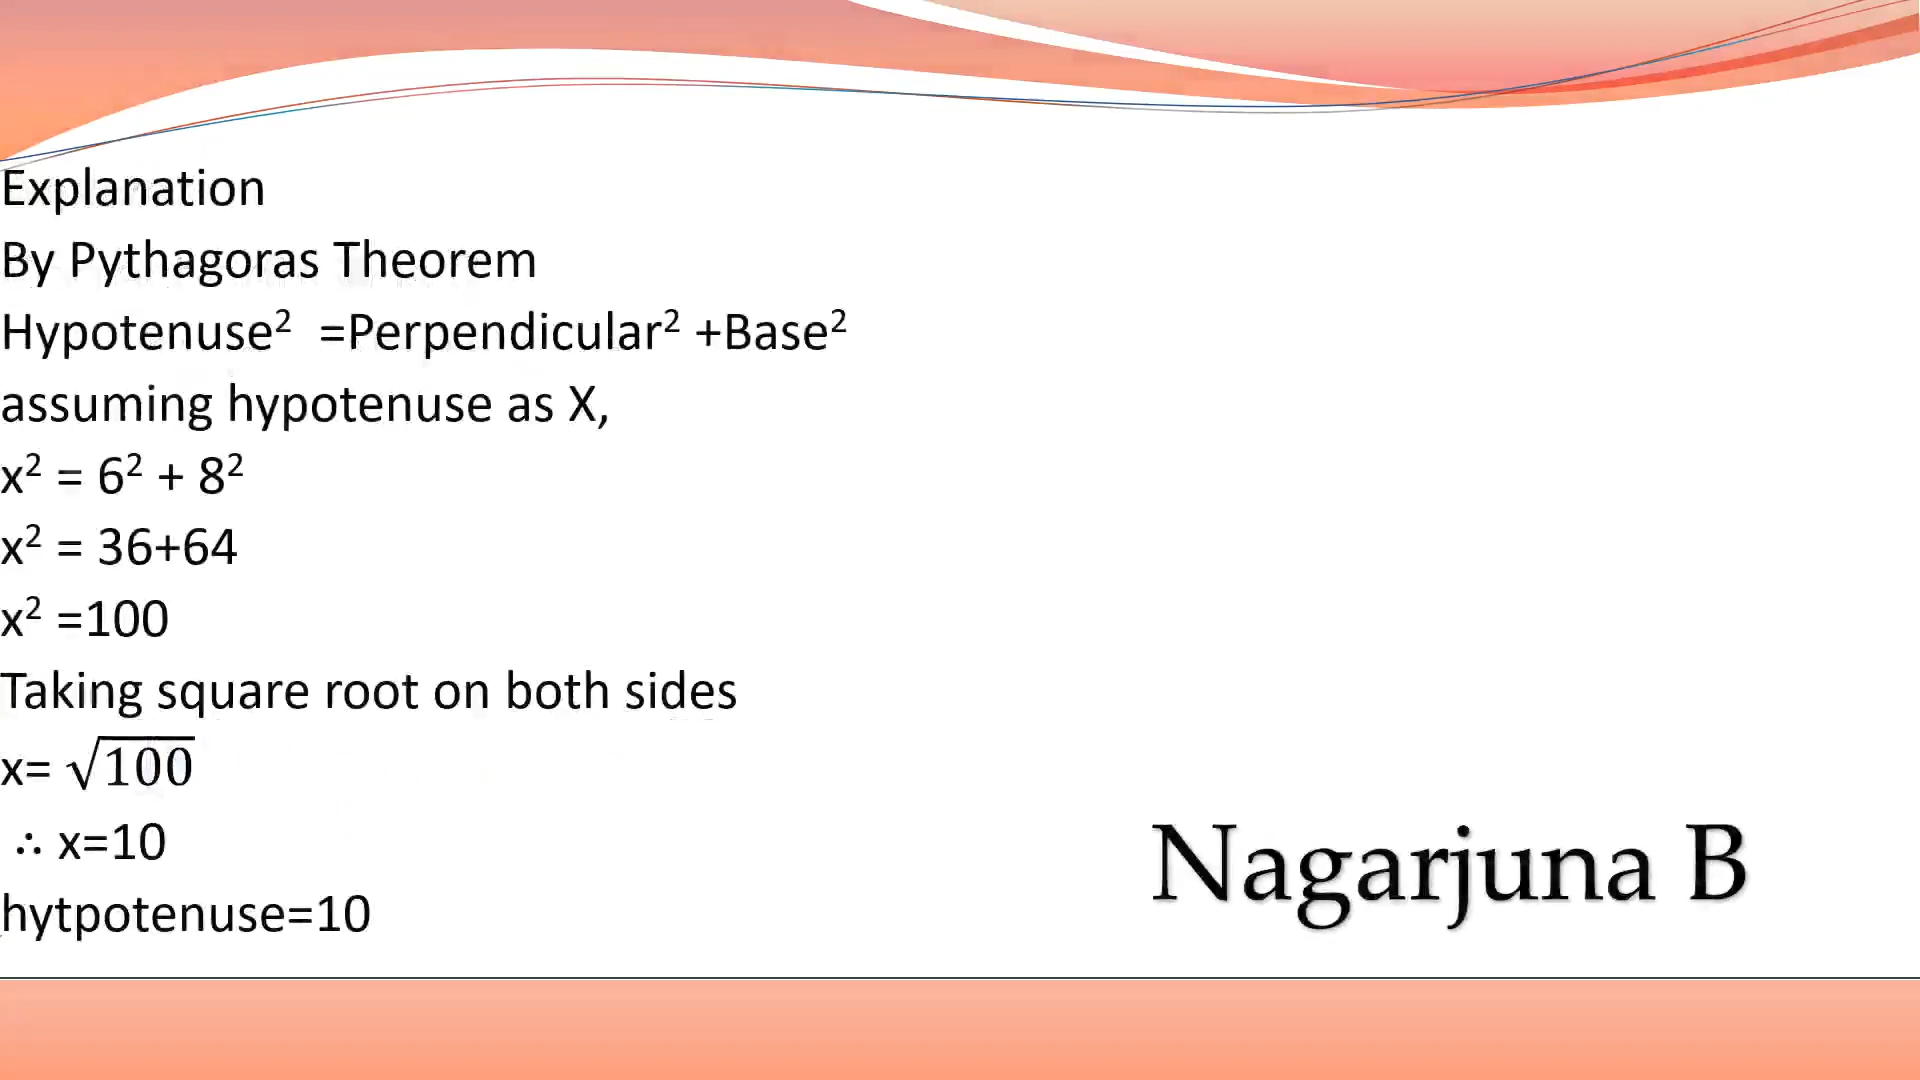 Explanation
By Pythagoras Theorem
Hypotenuse² =Perpendicular² +Base²
assuming hypotenuse as X,
x² = 6² + 8²
x² = 36+64
x² =100
Taking square root on both sides
x= √100
∴ x=10
hytpotenuse=10
Nagarjuna B